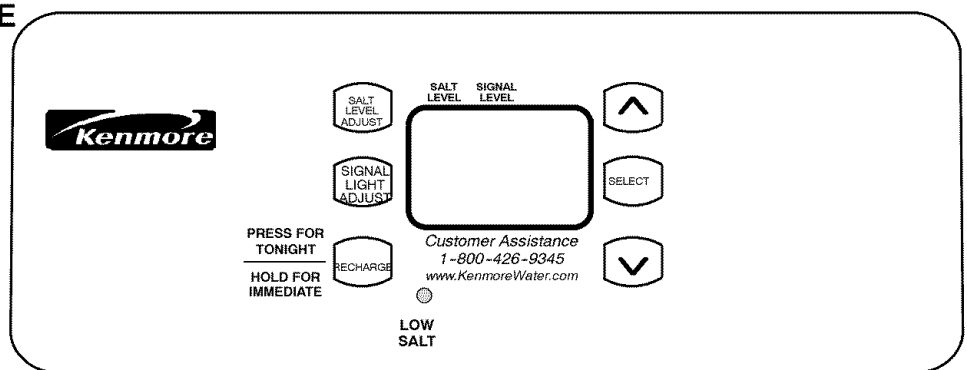 E
Kenmore
SALT
LEVEL
ADJUST
SALT
LEVEL
SIGNAL
LEVEL
SIGNAL
LIGHT
ADJUST
SELECT
PRESS FOR
TONIGHT
HOLD FOR
IMMEDIATE
RECHARGE
Customer Assistance
1-800-426-9345
www.KenmoreWater.com
LOW
SALT